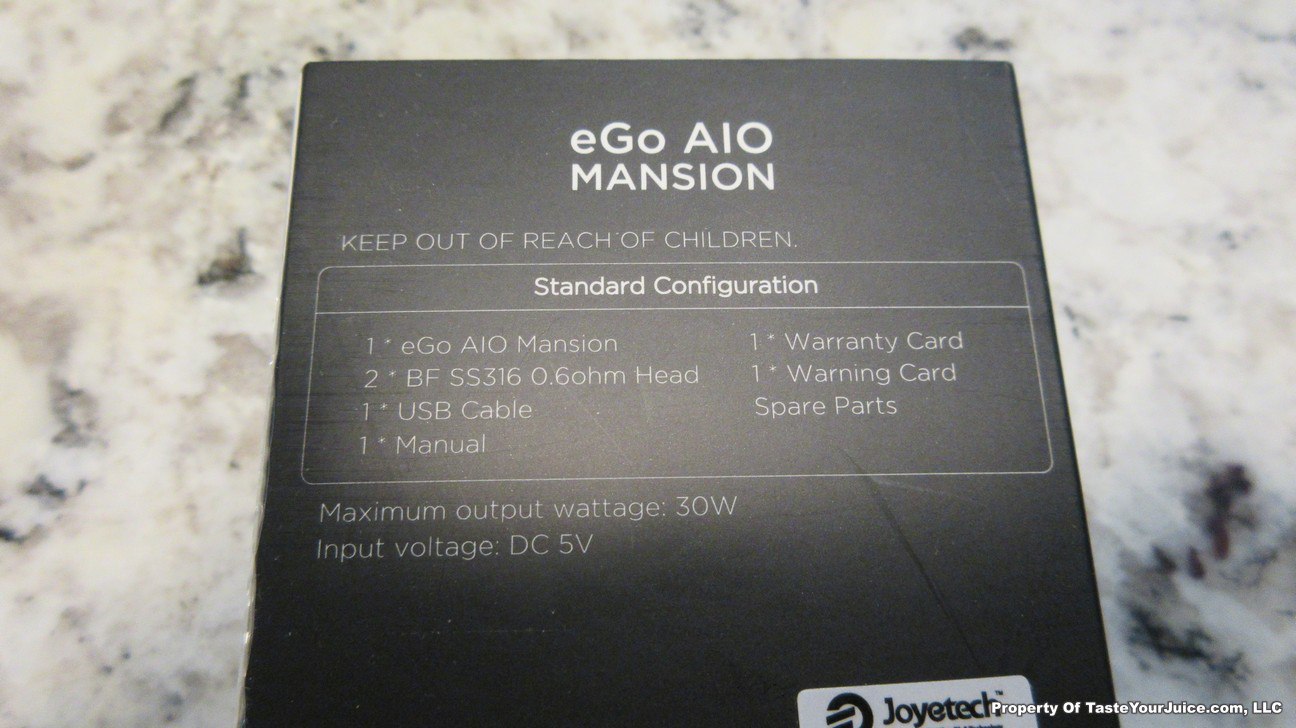 eGo AIO
MANSION
KEEP OUT OF REACH OF CHILDREN.
Standard Configuration
1 * eGo AIO Mansion
2 * BF SS316 0.6ohm Head
1 * USB Cable
1 * Manual
1 * Warranty Card
1 * Warning Card
Spare Parts
Maximum output wattage: 30W
Input voltage: DC 5V
Joyetech™
Property Of TasteYourJuice.com, LLC